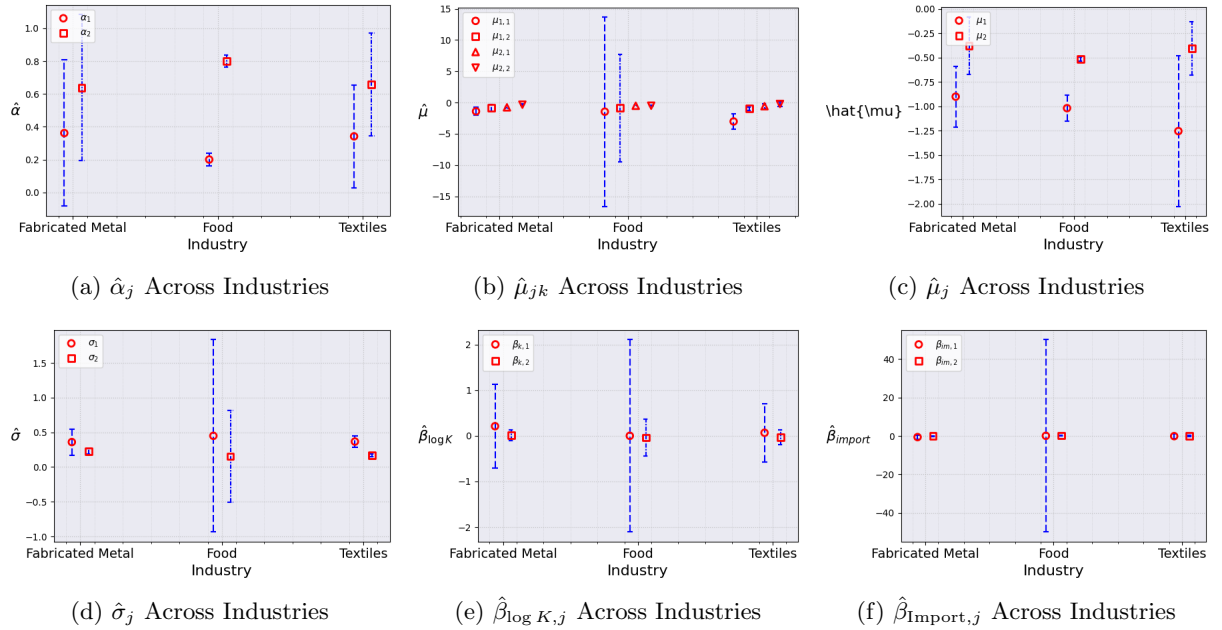 α₁
α₂
1.0
0.8
0.6
0.4
0.2
0.0
α̂
Fabricated Metal Food Textiles
Industry
(a) α̂ⱼ Across Industries
μ₁,₁
μ₁,₂
μ₂,₁
μ₂,₂
15
10
5
0
−5
−10
−15
μ̂
Fabricated Metal Food Textiles
Industry
(b) μ̂ⱼₖ Across Industries
μ₁
μ₂
0.00
−0.25
−0.50
−0.75
−1.00
−1.25
−1.50
−1.75
−2.00
\hat{\mu}
Fabricated Metal Food Textiles
Industry
(c) μ̂ⱼ Across Industries
σ₁
σ₂
1.5
1.0
0.5
0.0
−0.5
−1.0
σ̂
Fabricated Metal Food Textiles
Industry
(d) σ̂ⱼ Across Industries
βₖ,₁
βₖ,₂
2
1
0
−1
−2
β̂_{log K}
Fabricated Metal Food Textiles
Industry
(e) β̂_{log K,j} Across Industries
β_{im,1}
β_{im,2}
40
20
0
−20
−40
β̂_{import}
Fabricated Metal Food Textiles
Industry
(f) β̂_{Import,j} Across Industries